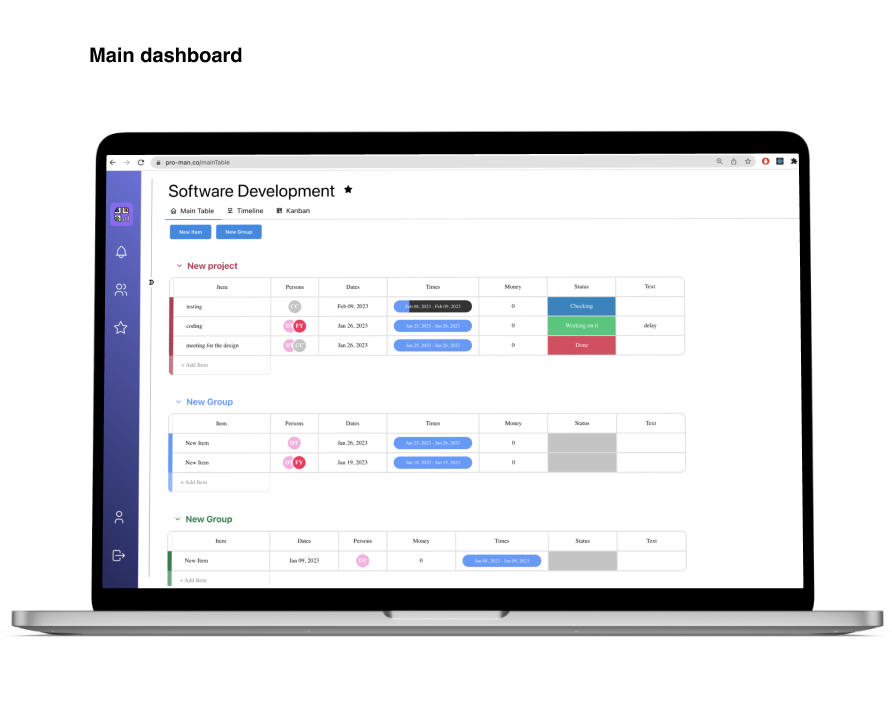 Main dashboard
pro-man.co/mainTable
Software Development
Main Table Timeline Kanban
New Item New Group
New project
Item Persons Dates Times Money Status Text
testing CC Feb 09, 2023 Feb 08, 2023 - Feb 09, 2023 0 Checking
coding DT FV Jan 26, 2023 Jan 25, 2023 - Jan 26, 2023 0 Working on it delay
meeting for the design DT CC Jan 26, 2023 Jan 25, 2023 - Jan 26, 2023 0 Done
+ Add Item
New Group
Item Persons Dates Times Money Status Text
New Item DT Jan 26, 2023 Jan 25, 2023 - Jan 26, 2023 0
New Item DT FV Jan 19, 2023 Jan 18, 2023 - Jan 19, 2023 0
+ Add Item
New Group
Item Dates Persons Money Times Status Text
New Item Jan 09, 2023 DT 0 Jan 08, 2023 - Jan 09, 2023
+ Add Item